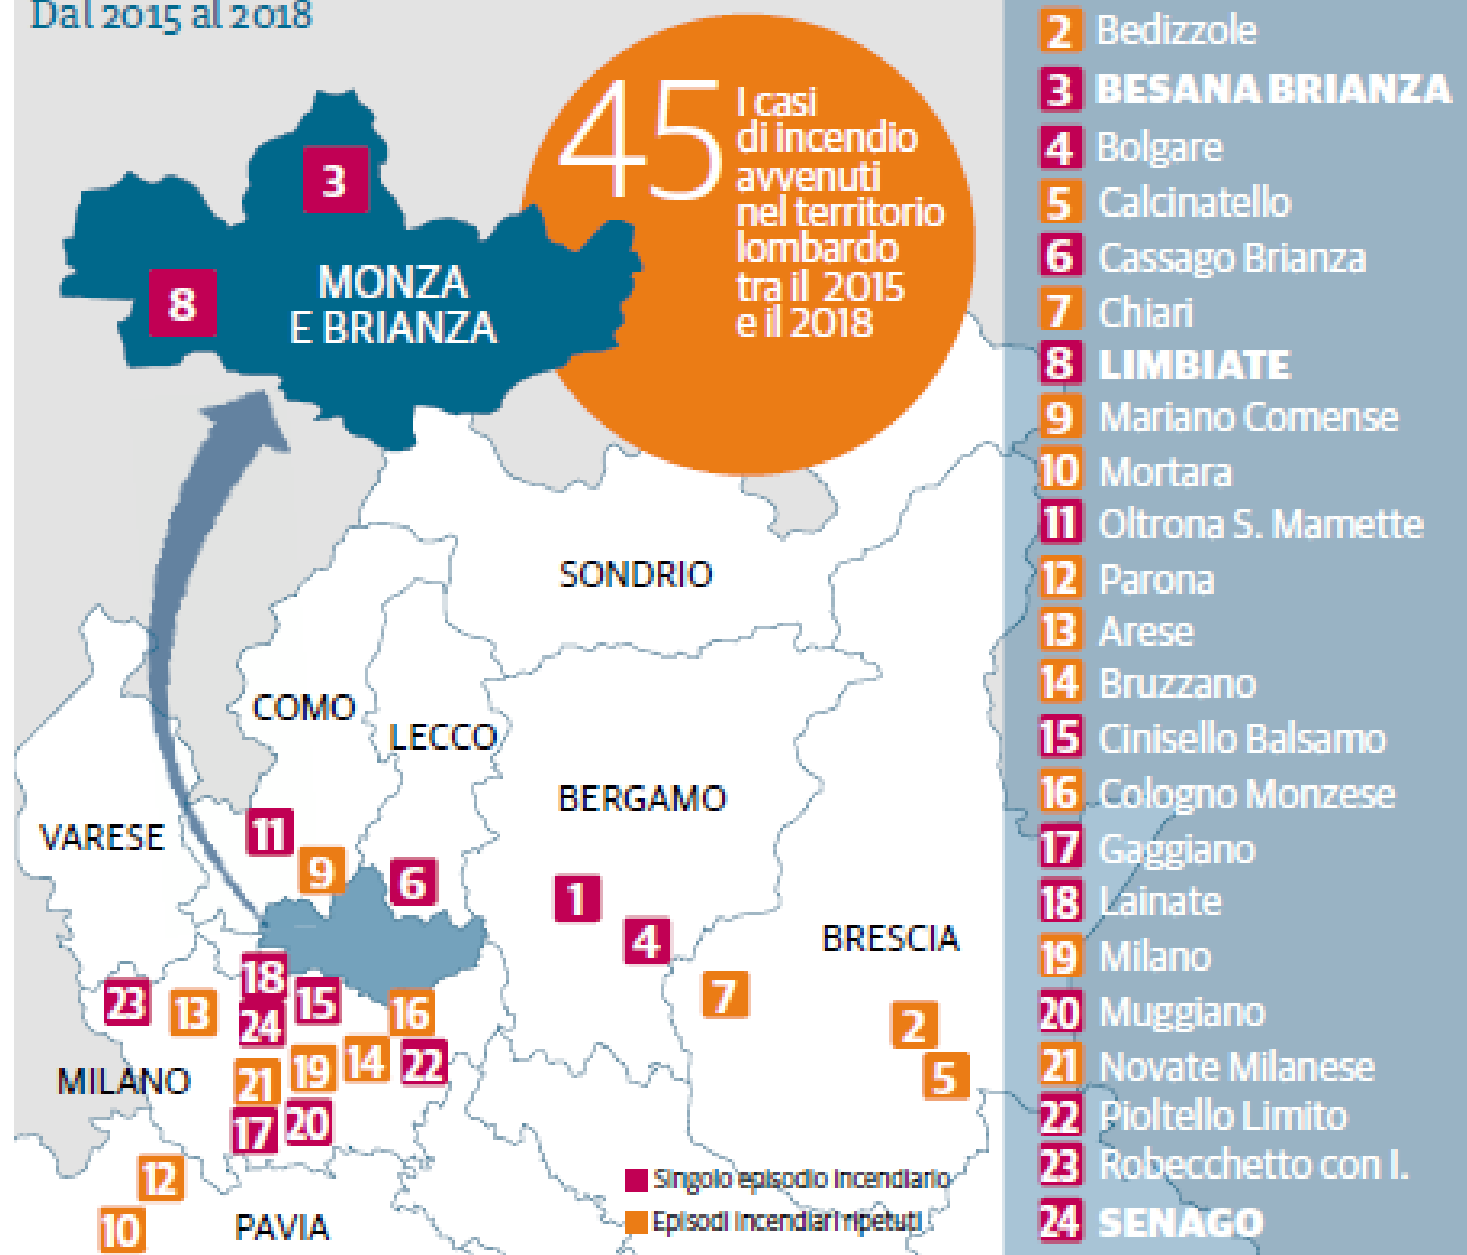 Dal 2015 al 2018
45
I casi
di incendio
avvenuti
nel territorio
lombardo
tra il 2015
e il 2018
3
8
MONZA
E BRIANZA
SONDRIO
COMO
LECCO
BERGAMO
VARESE
11
9
6
1
4
BRESCIA
7
2
5
18
23
13
15
24
16
14
22
19
21
MILANO
20
17
12
10
PAVIA
Singolo episodio incendiario
Episodi incendiari ripetuti
2 Bedizzole
3 BESANA BRIANZA
4 Bolgare
5 Calcinatello
6 Cassago Brianza
7 Chiari
8 LIMBIATE
9 Mariano Comense
10 Mortara
11 Oltrona S. Mamette
12 Parona
13 Arese
14 Bruzzano
15 Cinisello Balsamo
16 Cologno Monzese
17 Gaggiano
18 Lainate
19 Milano
20 Muggiano
21 Novate Milanese
22 Pioltello Limito
23 Robecchetto con I.
24 SENAGO